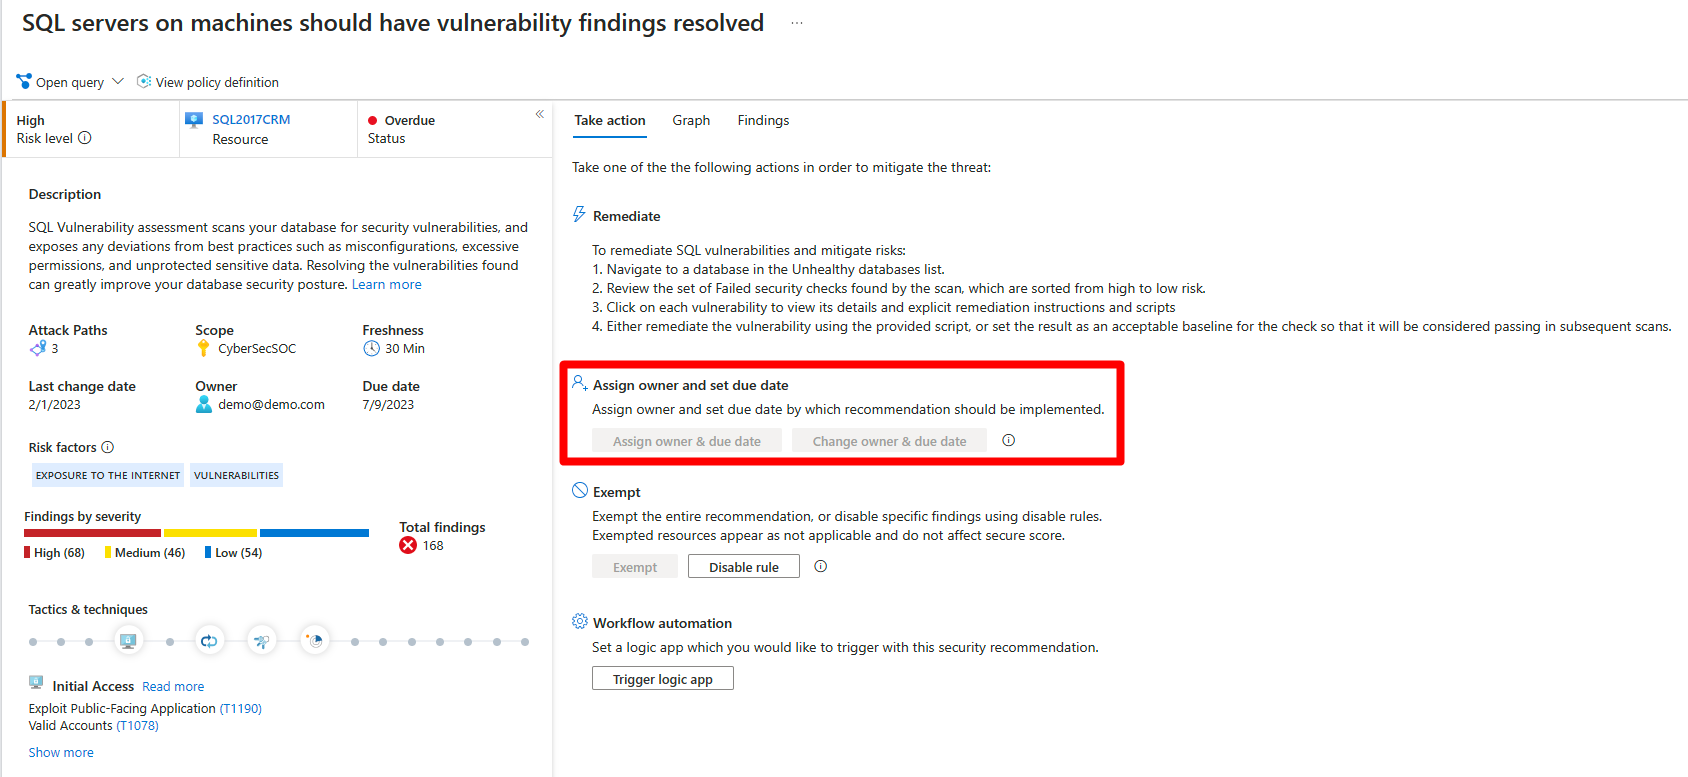 SQL servers on machines should have vulnerability findings resolved ...
Open query
View policy definition
High
Risk level
SQL2017CRM
Resource
Overdue
Status
«
Description
SQL Vulnerability assessment scans your database for security vulnerabilities, and
exposes any deviations from best practices such as misconfigurations, excessive
permissions, and unprotected sensitive data. Resolving the vulnerabilities found
can greatly improve your database security posture. Learn more
Attack Paths
3
Scope
CyberSecSOC
Freshness
30 Min
Last change date
2/1/2023
Owner
demo@demo.com
Due date
7/9/2023
Risk factors
EXPOSURE TO THE INTERNET
VULNERABILITIES
Findings by severity
High (68)
Medium (46)
Low (54)
Total findings
168
Tactics & techniques
Initial Access Read more
Exploit Public-Facing Application (T1190)
Valid Accounts (T1078)
Show more
Take action
Graph
Findings
Take one of the the following actions in order to mitigate the threat:
Remediate
To remediate SQL vulnerabilities and mitigate risks:
1. Navigate to a database in the Unhealthy databases list.
2. Review the set of Failed security checks found by the scan, which are sorted from high to low risk.
3. Click on each vulnerability to view its details and explicit remediation instructions and scripts
4. Either remediate the vulnerability using the provided script, or set the result as an acceptable baseline for the check so that it will be considered passing in subsequent scans.
Assign owner and set due date
Assign owner and set due date by which recommendation should be implemented.
Assign owner & due date
Change owner & due date
Exempt
Exempt the entire recommendation, or disable specific findings using disable rules.
Exempted resources appear as not applicable and do not affect secure score.
Exempt
Disable rule
Workflow automation
Set a logic app which you would like to trigger with this security recommendation.
Trigger logic app